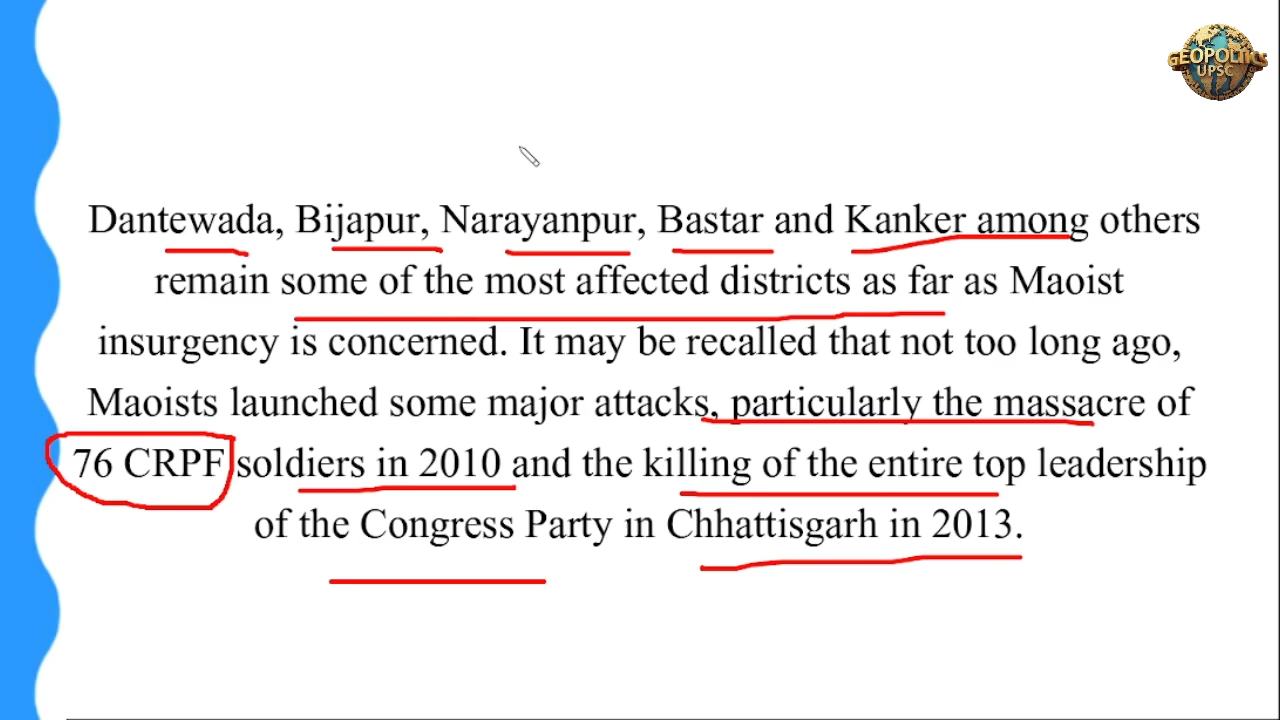 GEOPOLITIKS
UPSC
Dantewada, Bijapur, Narayanpur, Bastar and Kanker among others
remain some of the most affected districts as far as Maoist
insurgency is concerned. It may be recalled that not too long ago,
Maoists launched some major attacks, particularly the massacre of
76 CRPF soldiers in 2010 and the killing of the entire top leadership
of the Congress Party in Chhattisgarh in 2013.